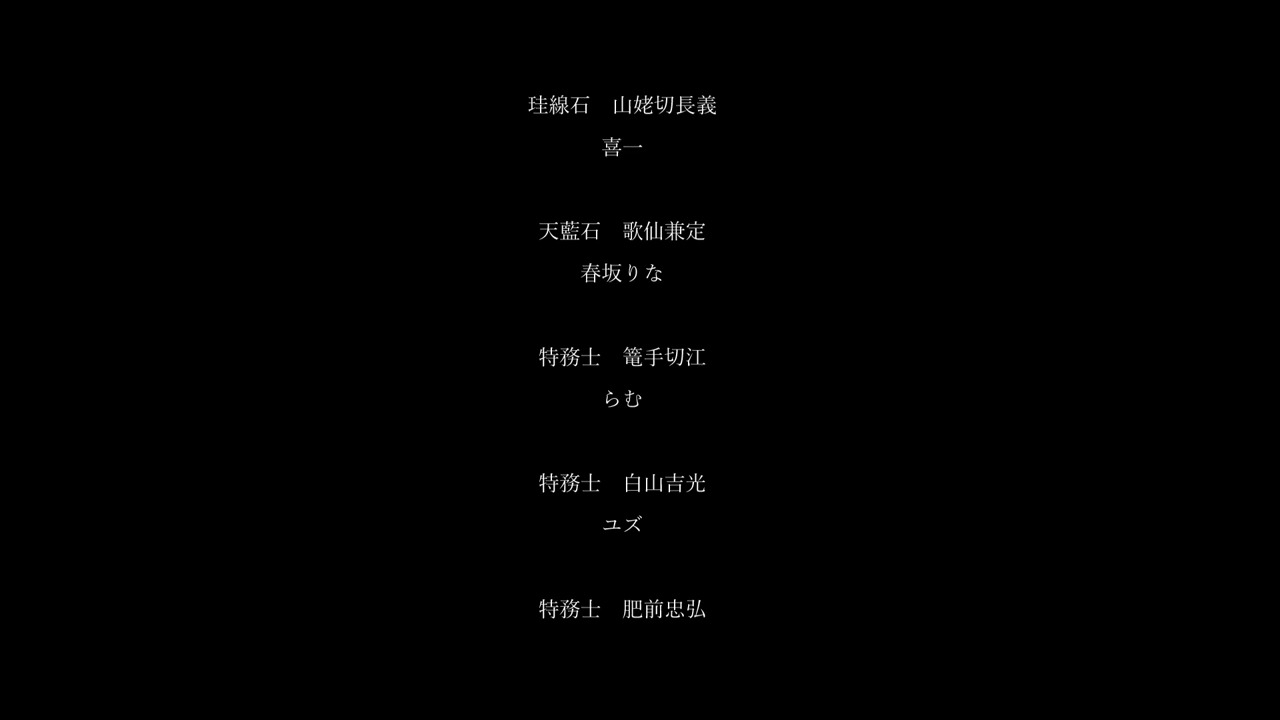 珪線石　山姥切長義
喜一
天藍石　歌仙兼定
春坂りな
特務士　篭手切江
らむ
特務士　白山吉光
ユズ
特務士　肥前忠弘